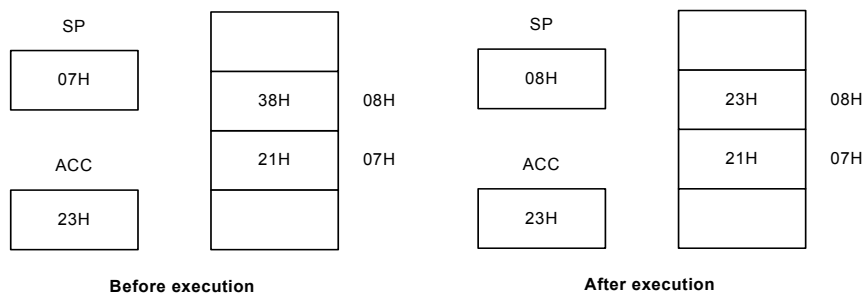 SP
07H
38H 08H
21H 07H
ACC
23H
Before execution
SP
08H
23H 08H
21H 07H
ACC
23H
After execution